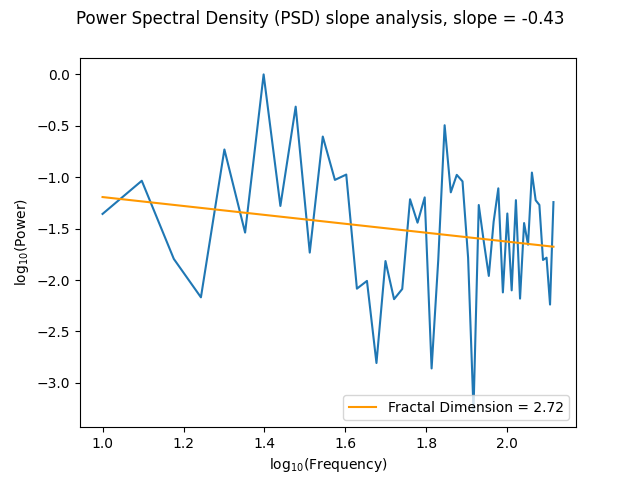 Power Spectral Density (PSD) slope analysis, slope = -0.43
0.0
−0.5
−1.0
−1.5
−2.0
−2.5
−3.0
log₁₀(Power)
Fractal Dimension = 2.72
1.0 1.2 1.4 1.6 1.8 2.0
log₁₀(Frequency)